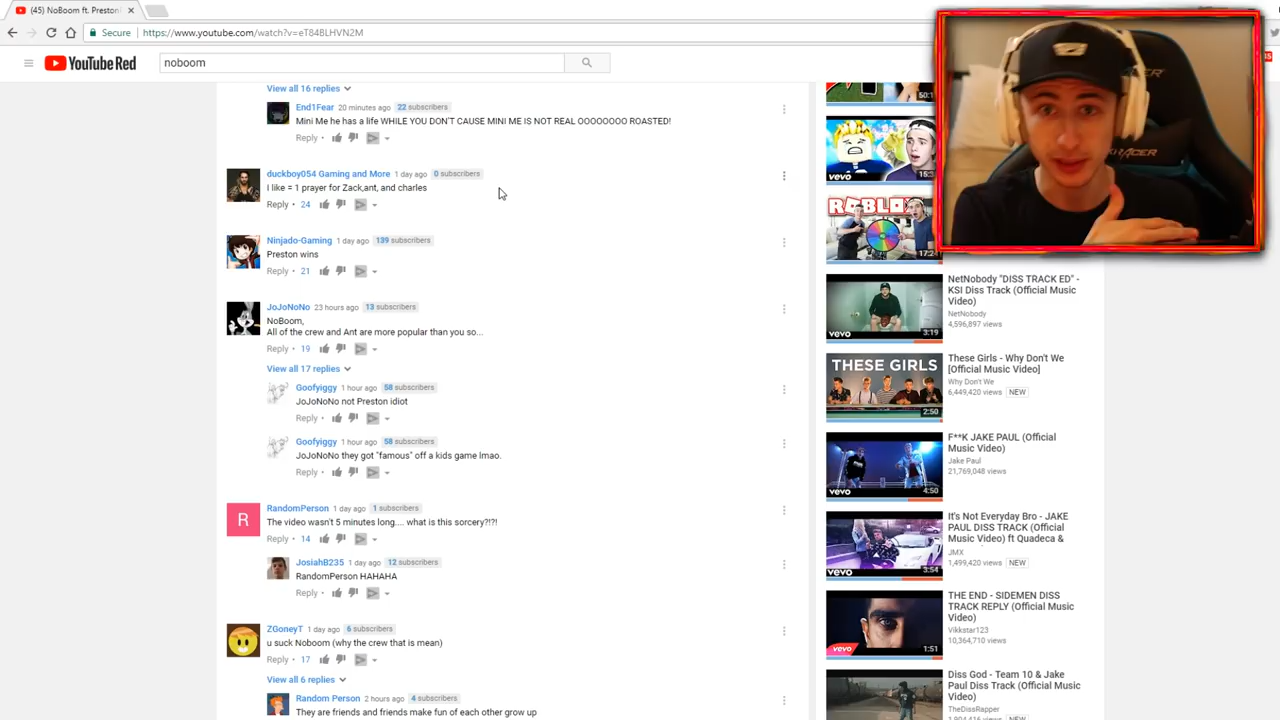 (45) NoBoom ft. Preston
Secure
https://www.youtube.com/watch?v=eT84BLHVN2M
YouTube Red
noboom
View all 16 replies
End1Fear 20 minutes ago 22 subscribers
Mini Me he has a life WHILE YOU DON'T CAUSE MINI ME IS NOT REAL OOOOOOOO ROASTED!
Reply
duckboy054 Gaming and More 1 day ago 0 subscribers
I like = 1 prayer for Zack,ant, and charles
Reply 24
Ninjado-Gaming 1 day ago 139 subscribers
Preston wins
Reply 21
JoJoNoNo 23 hours ago 13 subscribers
NoBoom,
All of the crew and Ant are more popular than you so...
Reply 19
View all 17 replies
Goofyiggy 1 hour ago 58 subscribers
JoJoNoNo not Preston idiot
Reply
Goofyiggy 1 hour ago 58 subscribers
JoJoNoNo they got "famous" off a kids game lmao.
Reply
R
RandomPerson 1 day ago 1 subscribers
The video wasn't 5 minutes long.... what is this sorcery?!?!
Reply 14
JosiahB235 1 day ago 12 subscribers
RandomPerson HAHAHA
Reply
ZGoneyT 1 day ago 6 subscribers
u suck Noboom (why the crew that is mean)
Reply 17
View all 6 replies
Random Person 2 hours ago 4 subscribers
They are friends and friends make fun of each other grow up
vevo
ROBLOX
17:24
NetNobody "DISS TRACK ED" -
KSI Diss Track (Official Music
Video)
NetNobody
4,596,897 views
vevo
3:19
These Girls - Why Don't We
[Official Music Video]
Why Don't We
6,449,420 views NEW
THESE GIRLS
2:50
F**K JAKE PAUL (Official
Music Video)
Jake Paul
21,769,048 views
vevo
4:50
It's Not Everyday Bro - JAKE
PAUL DISS TRACK (Official
Music Video) ft Quadeca &
JMX
1,499,420 views NEW
vevo
3:54
THE END - SIDEMEN DISS
TRACK REPLY (Official Music
Video)
Vikkstar123
10,364,710 views
vevo
1:51
Diss God - Team 10 & Jake
Paul Diss Track (Official
Music Video)
TheDissRapper